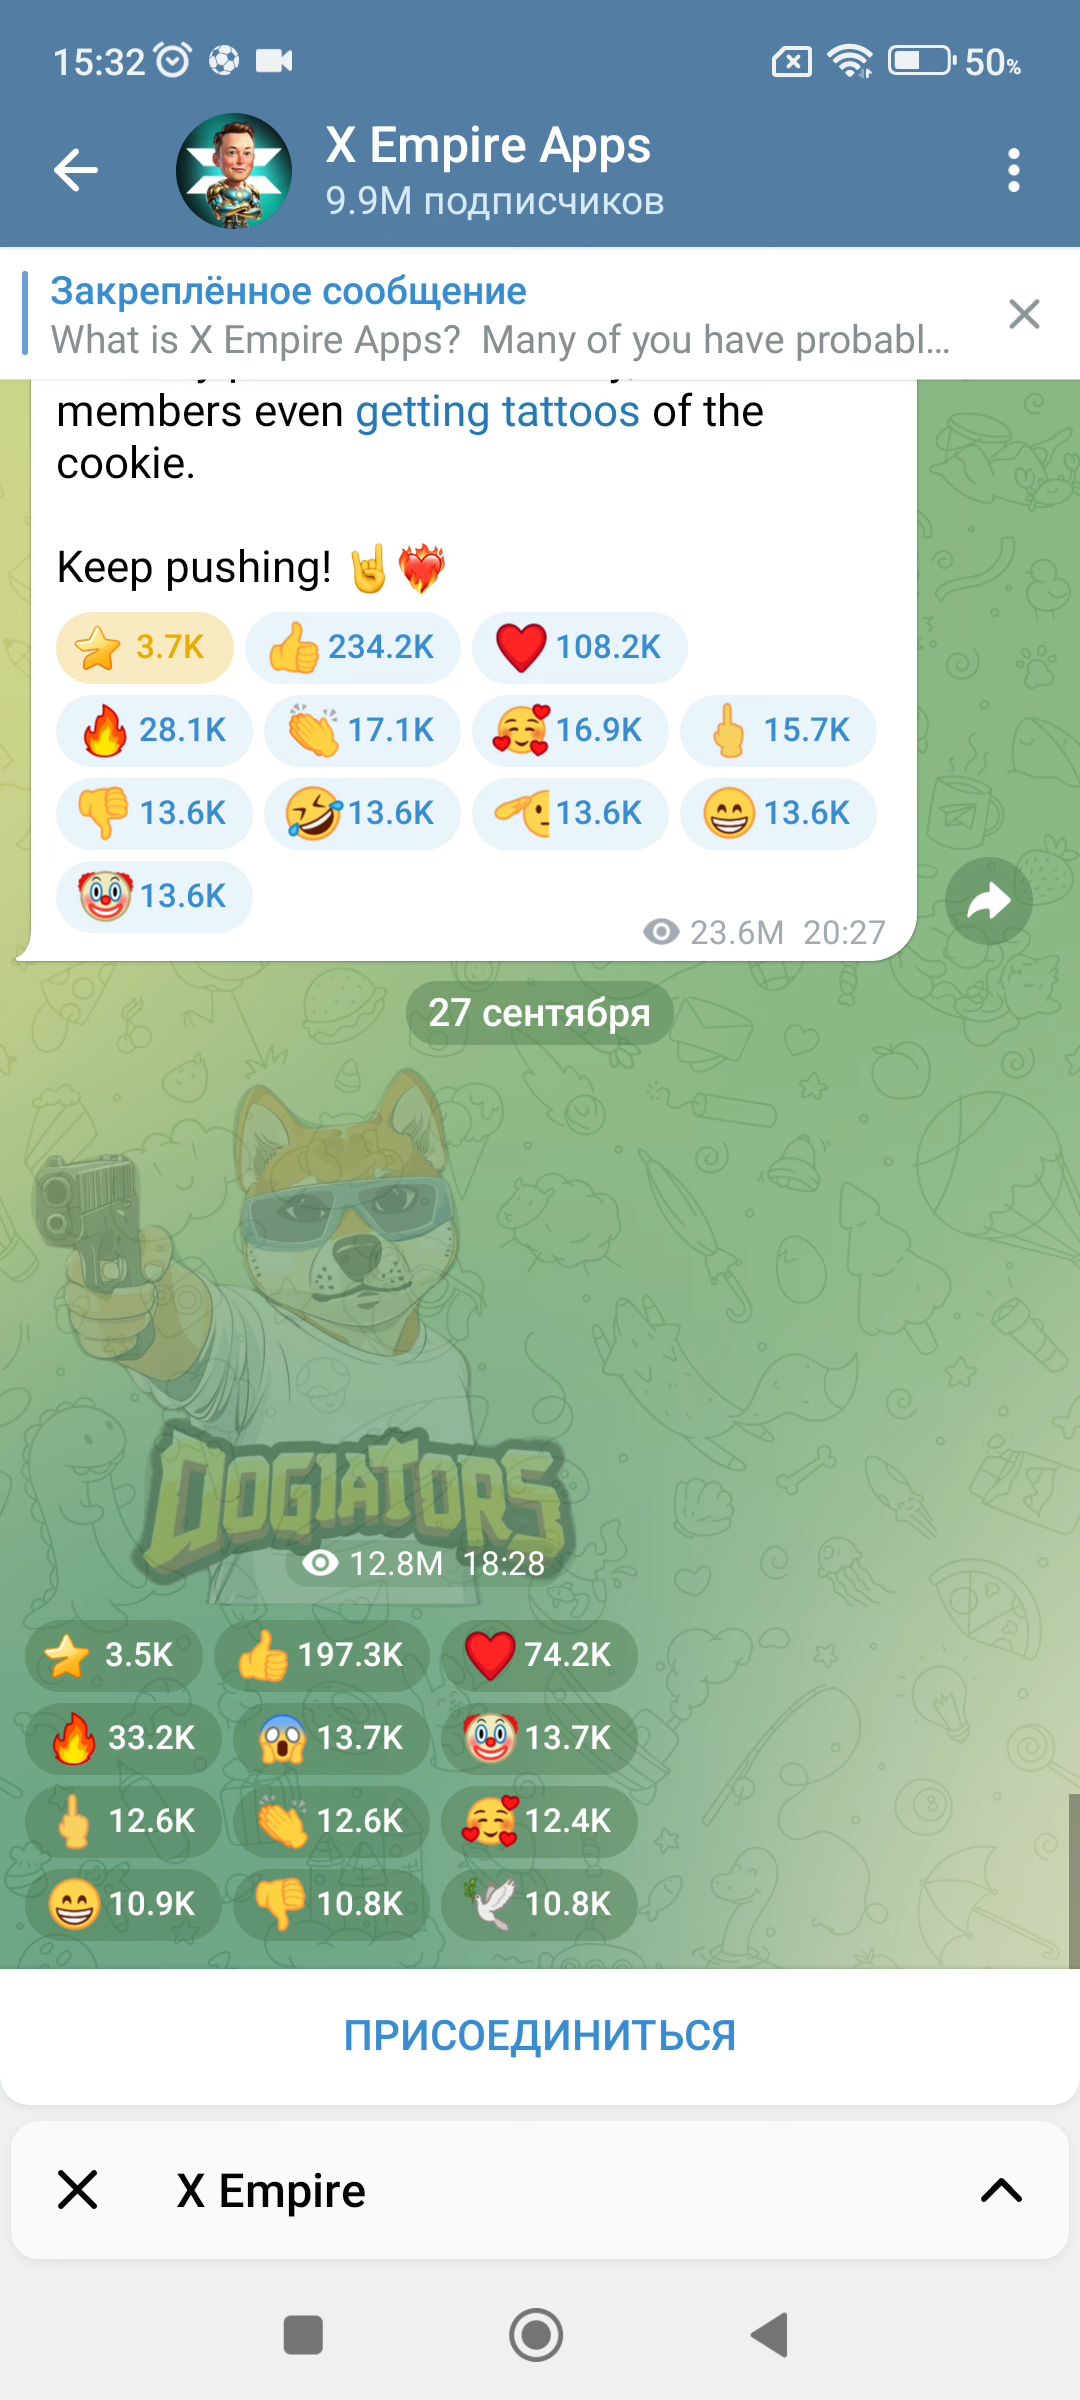 15:32 50%
X Empire Apps
9.9M подписчиков
Закреплённое сообщение
What is X Empire Apps? Many of you have probabl...
members even getting tattoos of the
cookie.
Keep pushing! 🤘❤️‍🔥
⭐ 3.7K 👍 234.2K ❤️ 108.2K
🔥 28.1K 👏 17.1K 🥰 16.9K 🖕 15.7K
👎 13.6K 🤣 13.6K 🫡 13.6K 😁 13.6K
🤡 13.6K
23.6M 20:27
27 сентября
DOGIATORS
12.8M 18:28
⭐ 3.5K 👍 197.3K ❤️ 74.2K
🔥 33.2K 😱 13.7K 🤡 13.7K
🖕 12.6K 👏 12.6K 🥰 12.4K
😁 10.9K 👎 10.8K 🕊 10.8K
ПРИСОЕДИНИТЬСЯ
X Empire